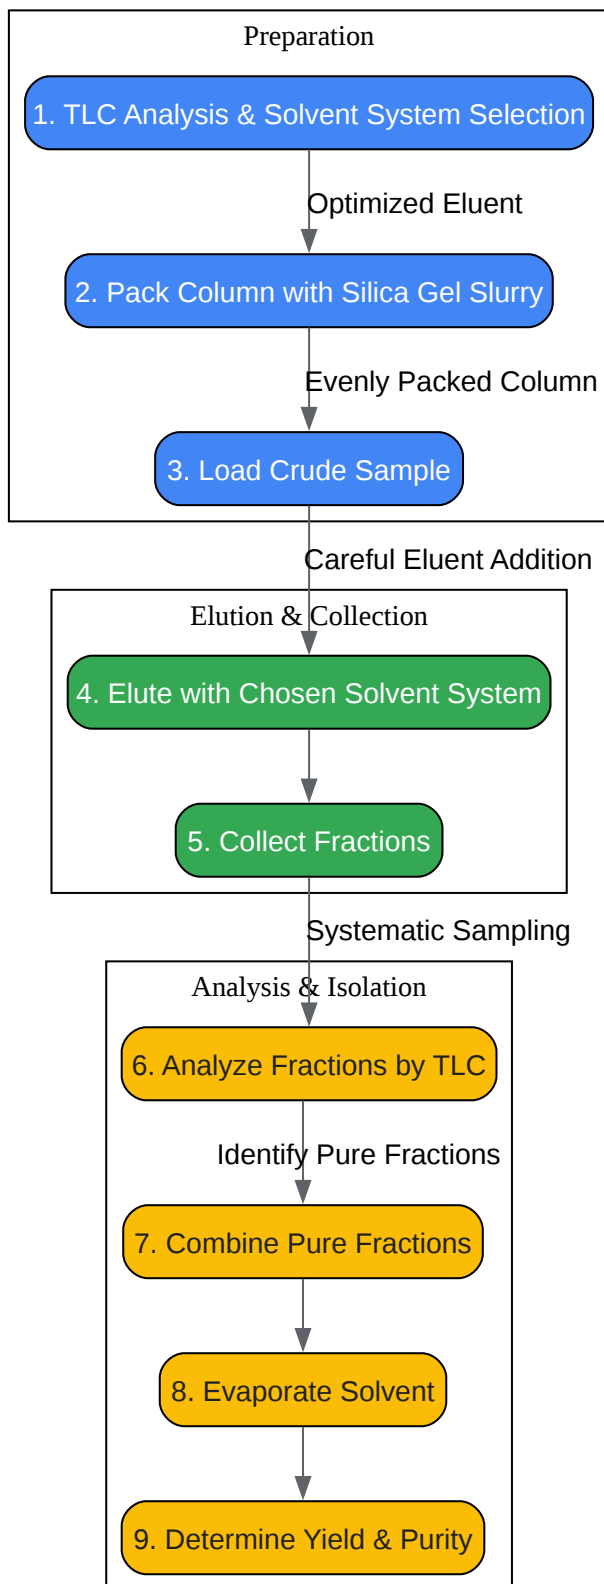 Preparation
1. TLC Analysis & Solvent System Selection
Optimized Eluent
2. Pack Column with Silica Gel Slurry
Evenly Packed Column
3. Load Crude Sample
Careful Eluent Addition
Elution & Collection
4. Elute with Chosen Solvent System
5. Collect Fractions
Systematic Sampling
Analysis & Isolation
6. Analyze Fractions by TLC
Identify Pure Fractions
7. Combine Pure Fractions
8. Evaporate Solvent
9. Determine Yield & Purity